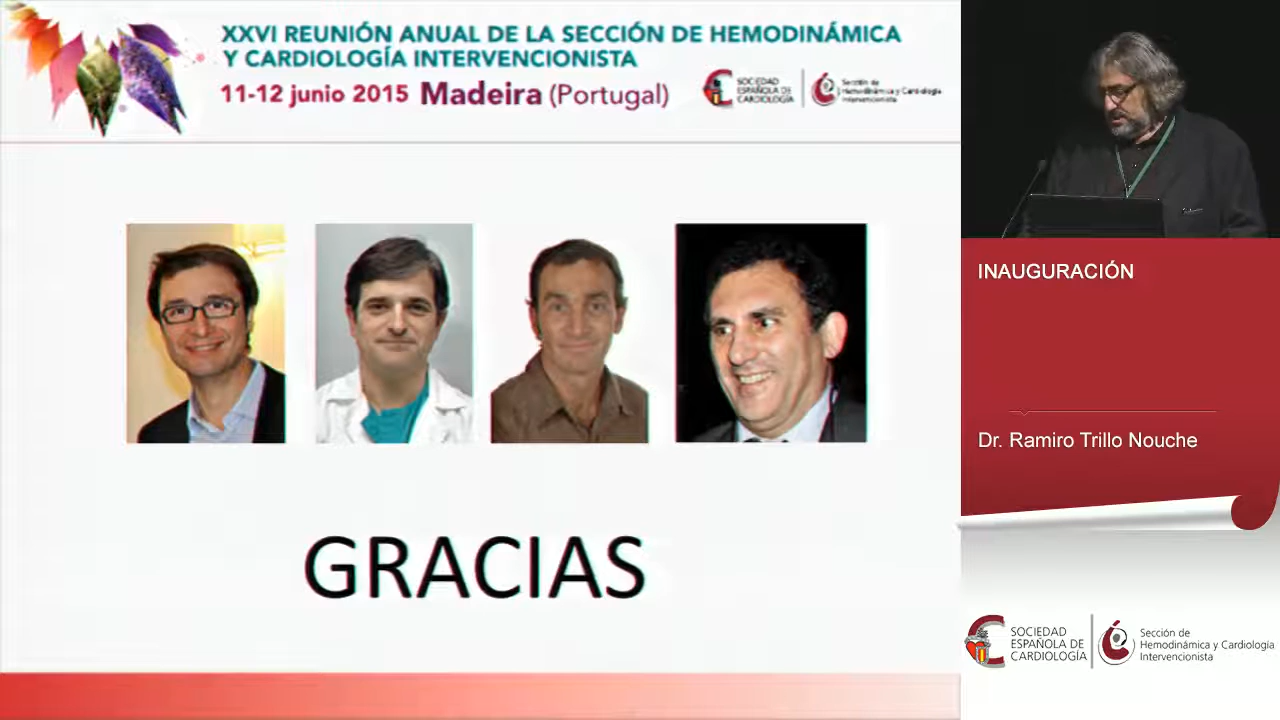 XXVI REUNIÓN ANUAL DE LA SECCIÓN DE HEMODINÁMICA
Y CARDIOLOGÍA INTERVENCIONISTA
11-12 junio 2015 Madeira (Portugal)
SOCIEDAD
ESPAÑOLA DE
CARDIOLOGÍA
Sección de
Hemodinámica y Cardiología
Intervencionista
GRACIAS
INAUGURACIÓN
Dr. Ramiro Trillo Nouche
SOCIEDAD
ESPAÑOLA DE
CARDIOLOGÍA
Sección de
Hemodinámica y Cardiología
Intervencionista